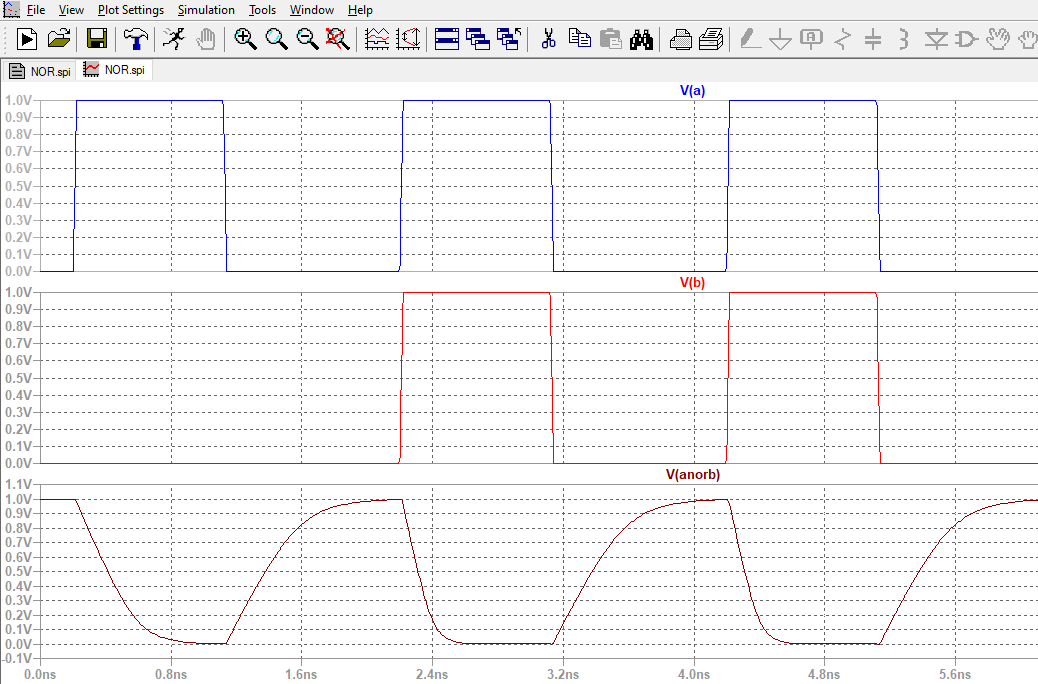 File View Plot Settings Simulation Tools Window Help
NOR.spi NOR.spi
V(a)
1.0V
0.9V
0.8V
0.7V
0.6V
0.5V
0.4V
0.3V
0.2V
0.1V
0.0V
V(b)
1.0V
0.9V
0.8V
0.7V
0.6V
0.5V
0.4V
0.3V
0.2V
0.1V
0.0V
V(anorb)
1.1V
1.0V
0.9V
0.8V
0.7V
0.6V
0.5V
0.4V
0.3V
0.2V
0.1V
0.0V
-0.1V
0.0ns 0.8ns 1.6ns 2.4ns 3.2ns 4.0ns 4.8ns 5.6ns